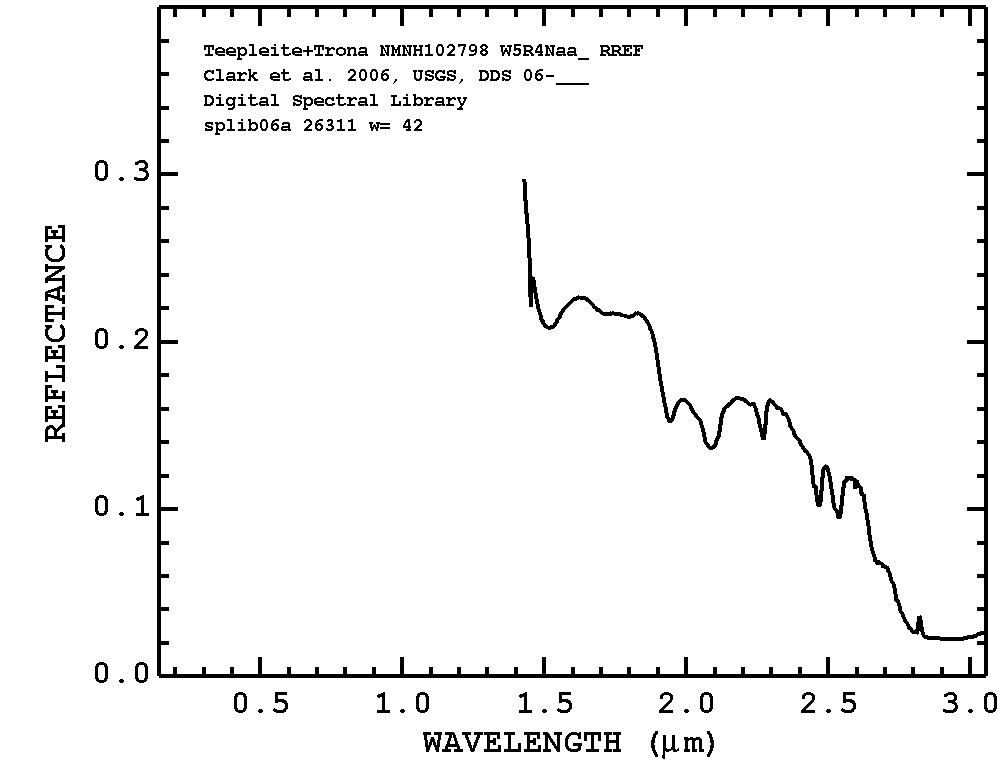 Teepleite+Trona NMNH102798 W5R4Naa_ RREF
Clark et al. 2006, USGS, DDS 06-___
Digital Spectral Library
splib06a 26311 w= 42
REFLECTANCE
0.3
0.2
0.1
0.0
0.5 1.0 1.5 2.0 2.5 3.0
WAVELENGTH (μm)